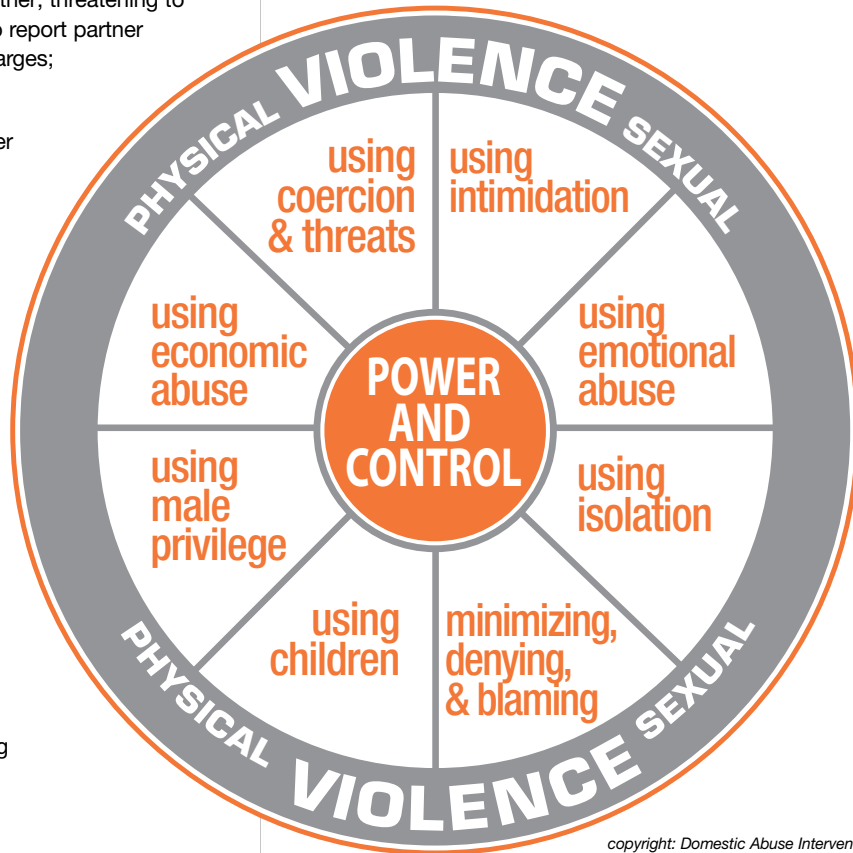 ther, threatening to
o report partner
arges;
er
PHYSICAL VIOLENCE SEXUAL
using
coercion
& threats
using
intimidation
using
economic
abuse
using
emotional
abuse
POWER
AND
CONTROL
using
male
privilege
using
isolation
using
children
minimizing,
denying,
& blaming
PHYSICAL VIOLENCE SEXUAL
g
copyright: Domestic Abuse Interven